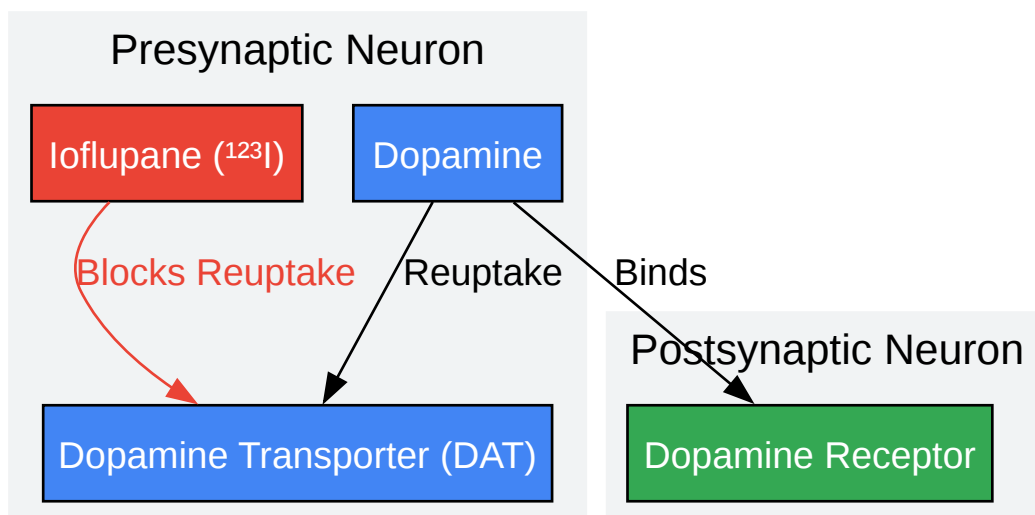 Presynaptic Neuron
Ioflupane (¹²³I)
Dopamine
Blocks Reuptake
Reuptake
Binds
Postsynaptic Neuron
Dopamine Transporter (DAT)
Dopamine Receptor